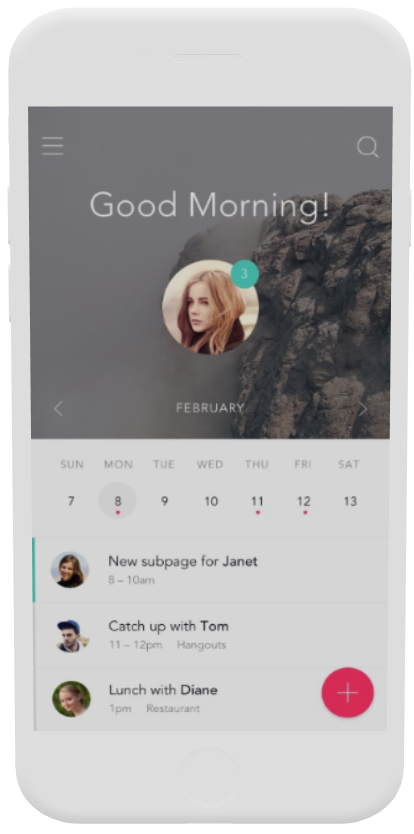 Good Morning!
3
FEBRUARY
SUN MON TUE WED THU FRI SAT
7 8 9 10 11 12 13
New subpage for Janet
8 – 10am
Catch up with Tom
11 – 12pm Hangouts
Lunch with Diane
1pm Restaurant